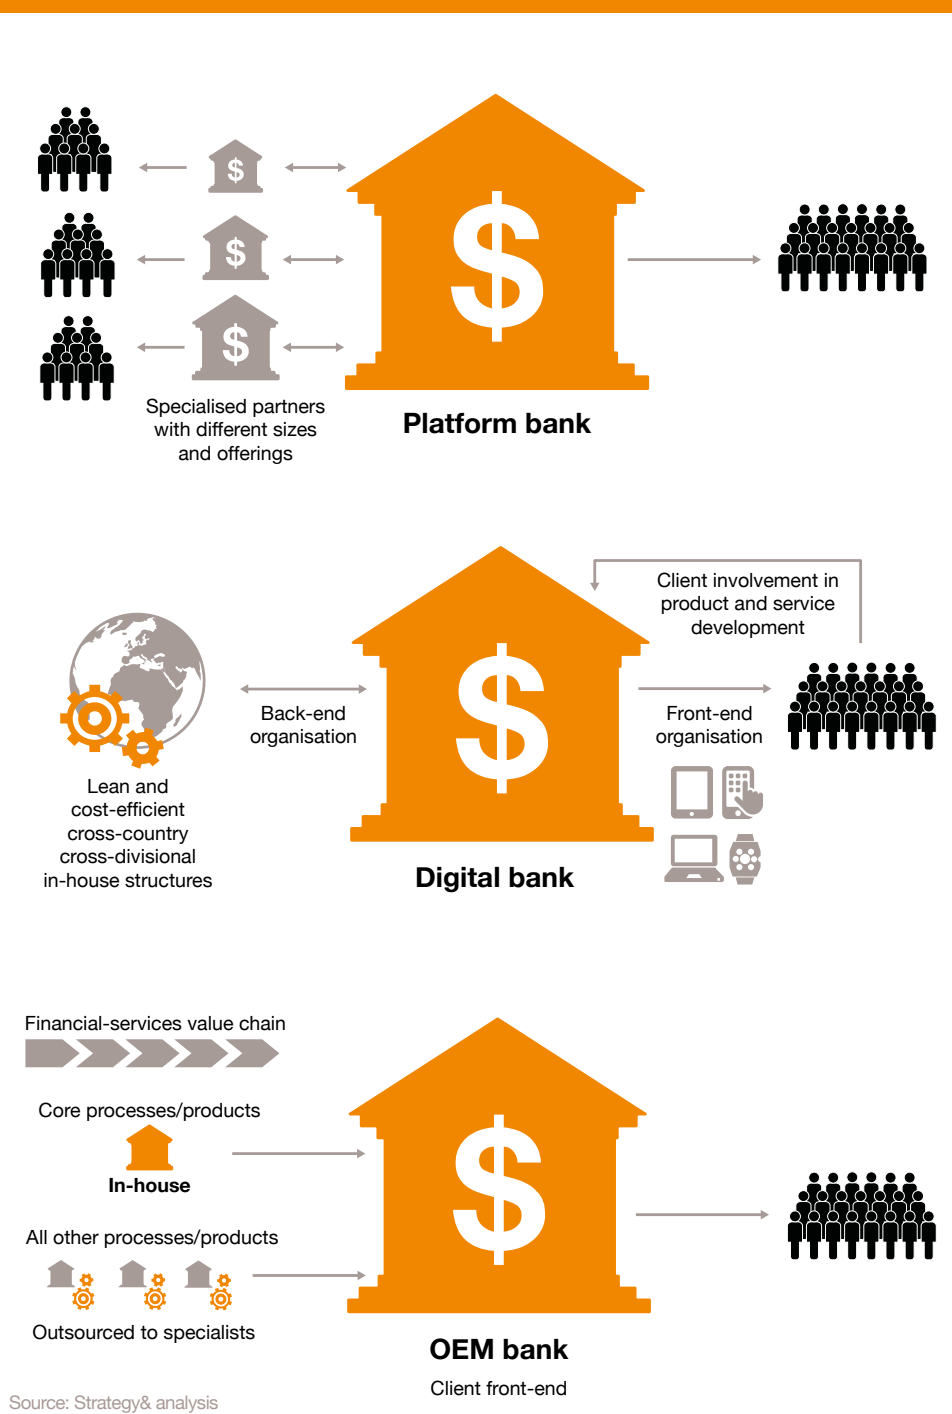 $
$
$
$
Specialised partners
with different sizes
and offerings
Platform bank
Client involvement in
product and service
development
$
Back-end
organisation
Front-end
organisation
Lean and
cost-efficient
cross-country
cross-divisional
in-house structures
Digital bank
Financial-services value chain
Core processes/products
In-house
$
All other processes/products
Outsourced to specialists
OEM bank
Client front-end
Source: Strategy& analysis